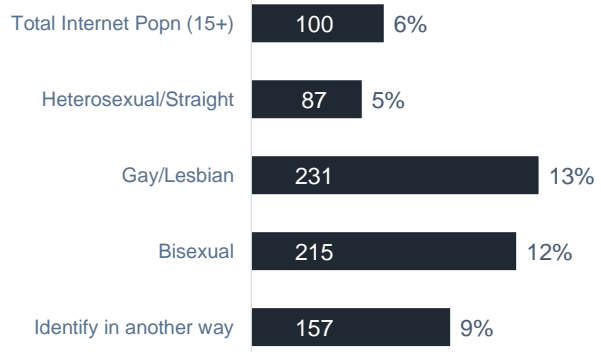 Total Internet Popn (15+) 100 6%
Heterosexual/Straight 87 5%
Gay/Lesbian 231 13%
Bisexual 215 12%
Identify in another way 157 9%